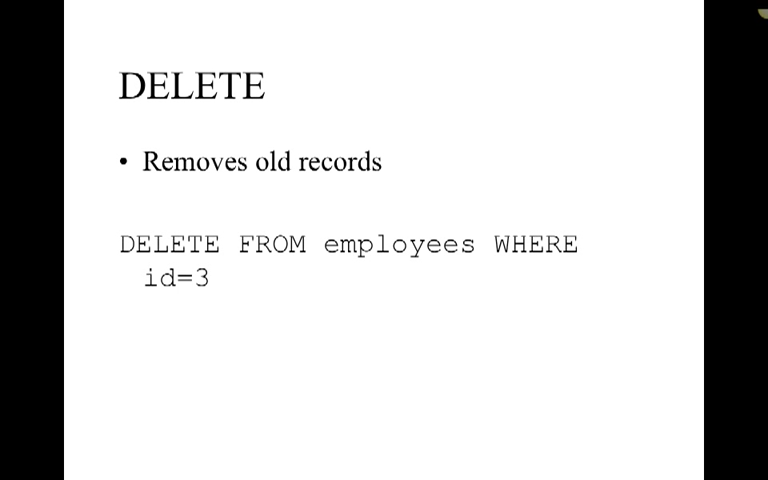 DELETE
• Removes old records
DELETE FROM employees WHERE
id=3